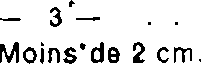 — 3 —
Moins de 2 cm.